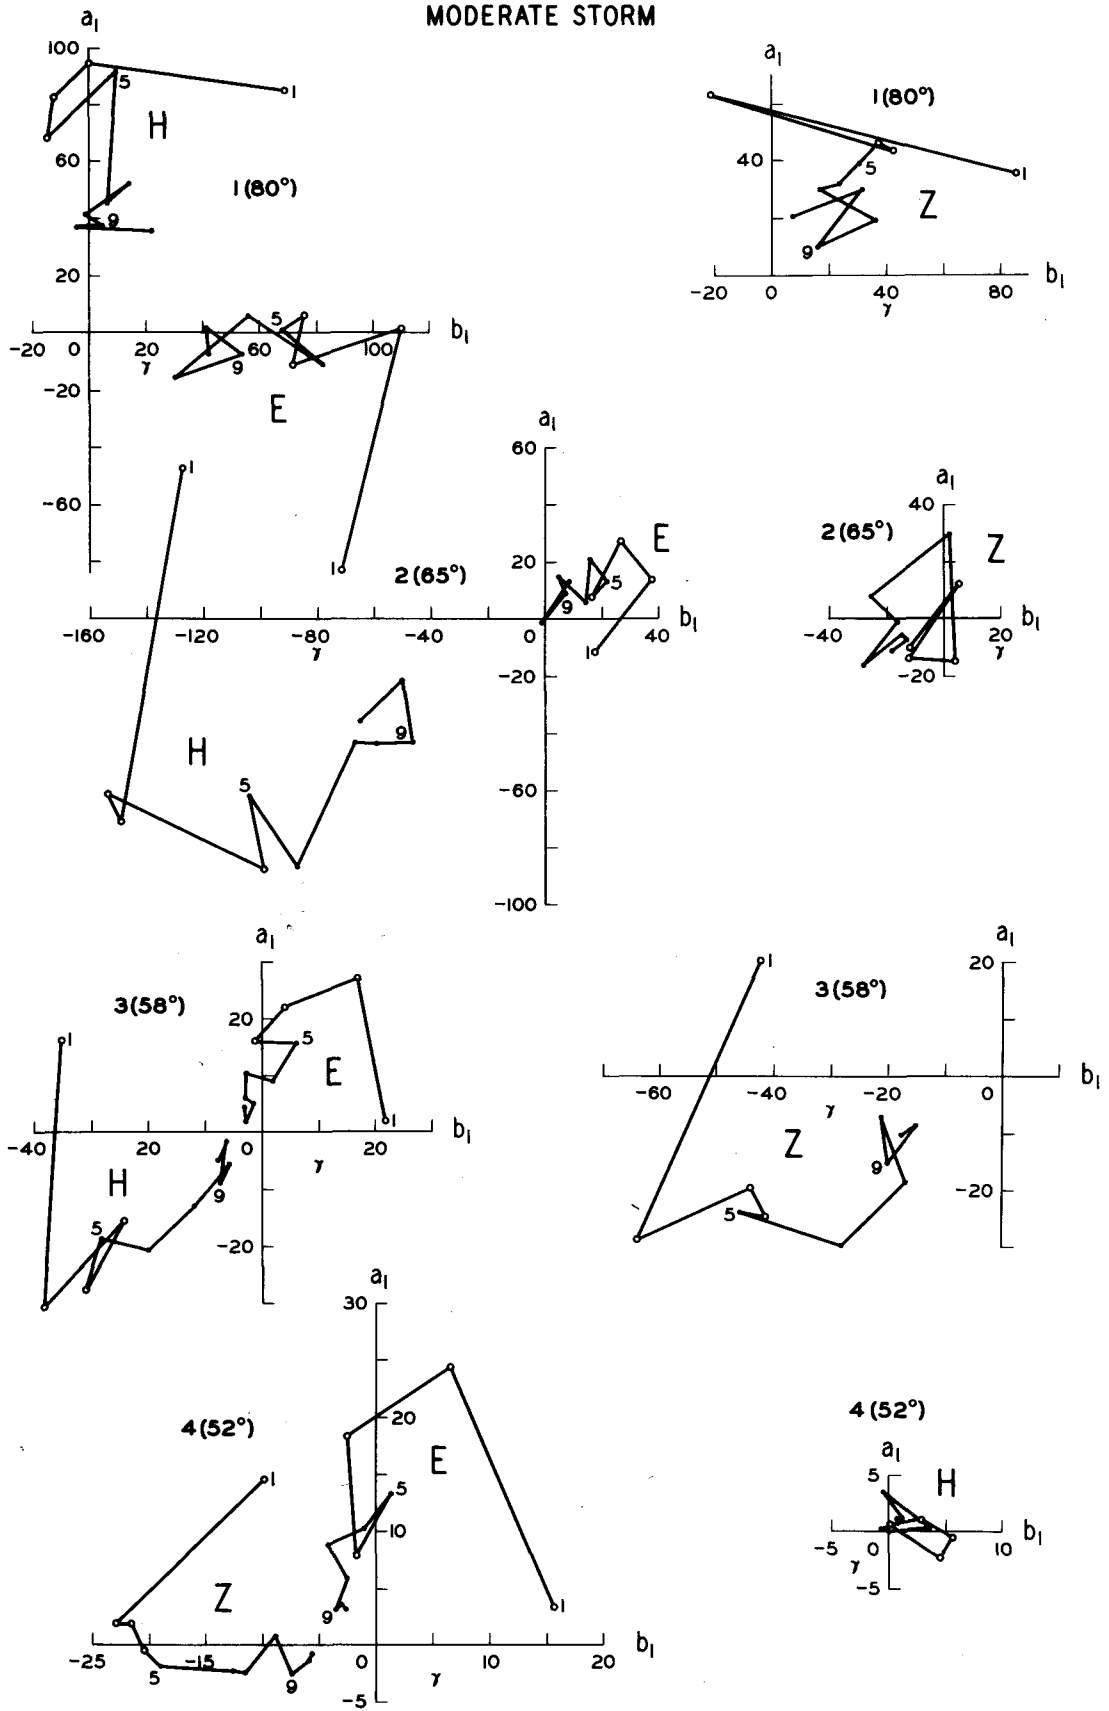 MODERATE STORM
a₁
100
a₁
1(80°)
5
1
H
60
40
5
1
1(80°)
Z
9
9
20
-20 0 40 80 b₁
γ
5
b₁
-20 0 20 60 100
γ
9
-20
E
a₁
60
1
a₁
-60
40
E
2(65°)
Z
1
2(65°)
20
5
9
b₁
b₁
-160 -120 -80 -40
γ
0 40
-40 20
γ
1
-20
-20
9
H
5
-60
-100
a₁
a₁
20
1
3(58°)
3(58°)
20
1
5
E
b₁
-60 -40 -20 0
γ
1
b₁
-40 20 0 20
γ
Z
9
H
9
5
-20
5
-20
a₁
30
4(52°)
4(52°)
20
a₁
E
5
H
1
5
b₁
10
-5 0 10
γ
-5
Z
9
1
b₁
-25 -15 0 10 20
5
9
γ
-5